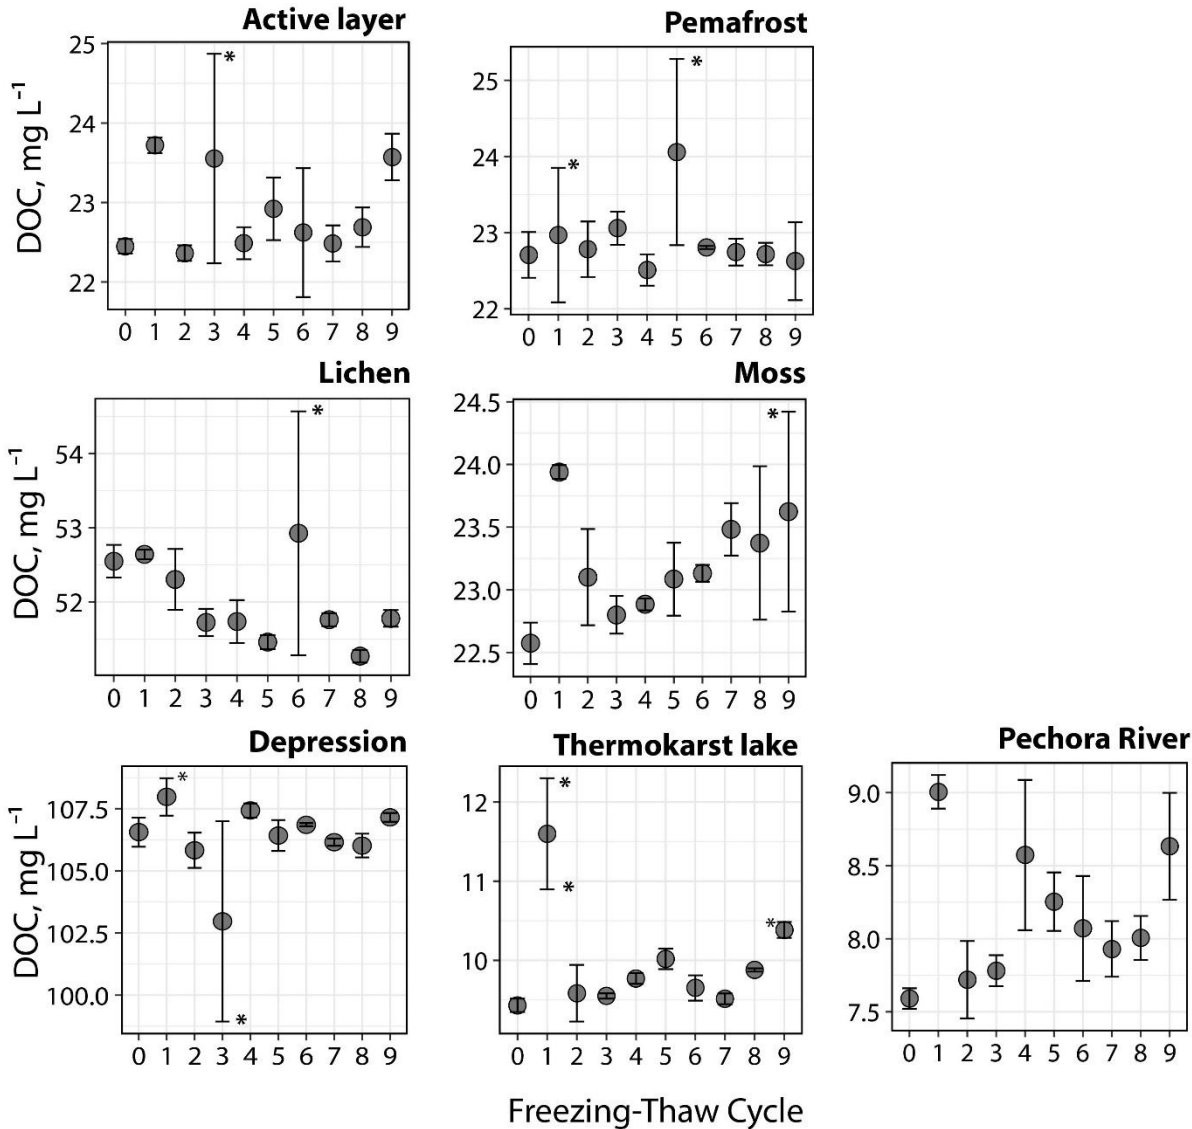 Active layer
DOC, mg L⁻¹
25
24
23
22
*
0 1 2 3 4 5 6 7 8 9
Pemafrost
25
24
23
22
*
*
0 1 2 3 4 5 6 7 8 9
Lichen
DOC, mg L⁻¹
54
53
52
*
0 1 2 3 4 5 6 7 8 9
Moss
24.5
24.0
23.5
23.0
22.5
*
0 1 2 3 4 5 6 7 8 9
Depression
DOC, mg L⁻¹
107.5
105.0
102.5
100.0
*
*
0 1 2 3 4 5 6 7 8 9
Thermokarst lake
12
11
10
*
*
*
0 1 2 3 4 5 6 7 8 9
Pechora River
9.0
8.5
8.0
7.5
0 1 2 3 4 5 6 7 8 9
Freezing-Thaw Cycle